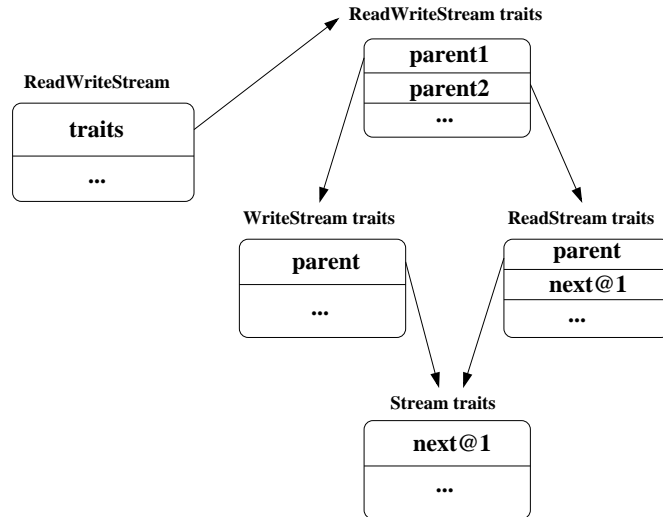 ReadWriteStream traits
parent1
parent2
...
ReadWriteStream
traits
...
WriteStream traits
parent
...
ReadStream traits
parent
next@1
...
Stream traits
next@1
...